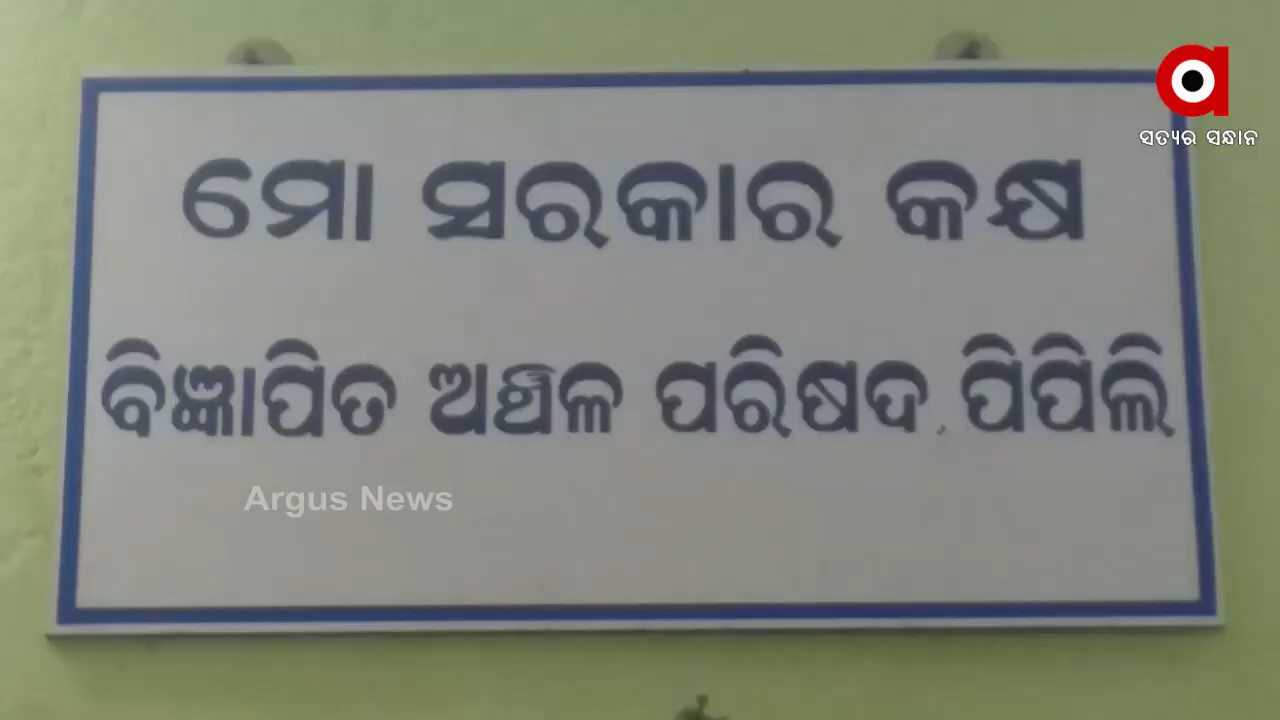 ମୋ ସରକାର କକ୍ଷ
ବିଜ୍ଞାପିତ ଅଞ୍ଚଳ ପରିଷଦ, ପିପିଲି
Argus News
ସତ୍ୟର ସନ୍ଧାନ